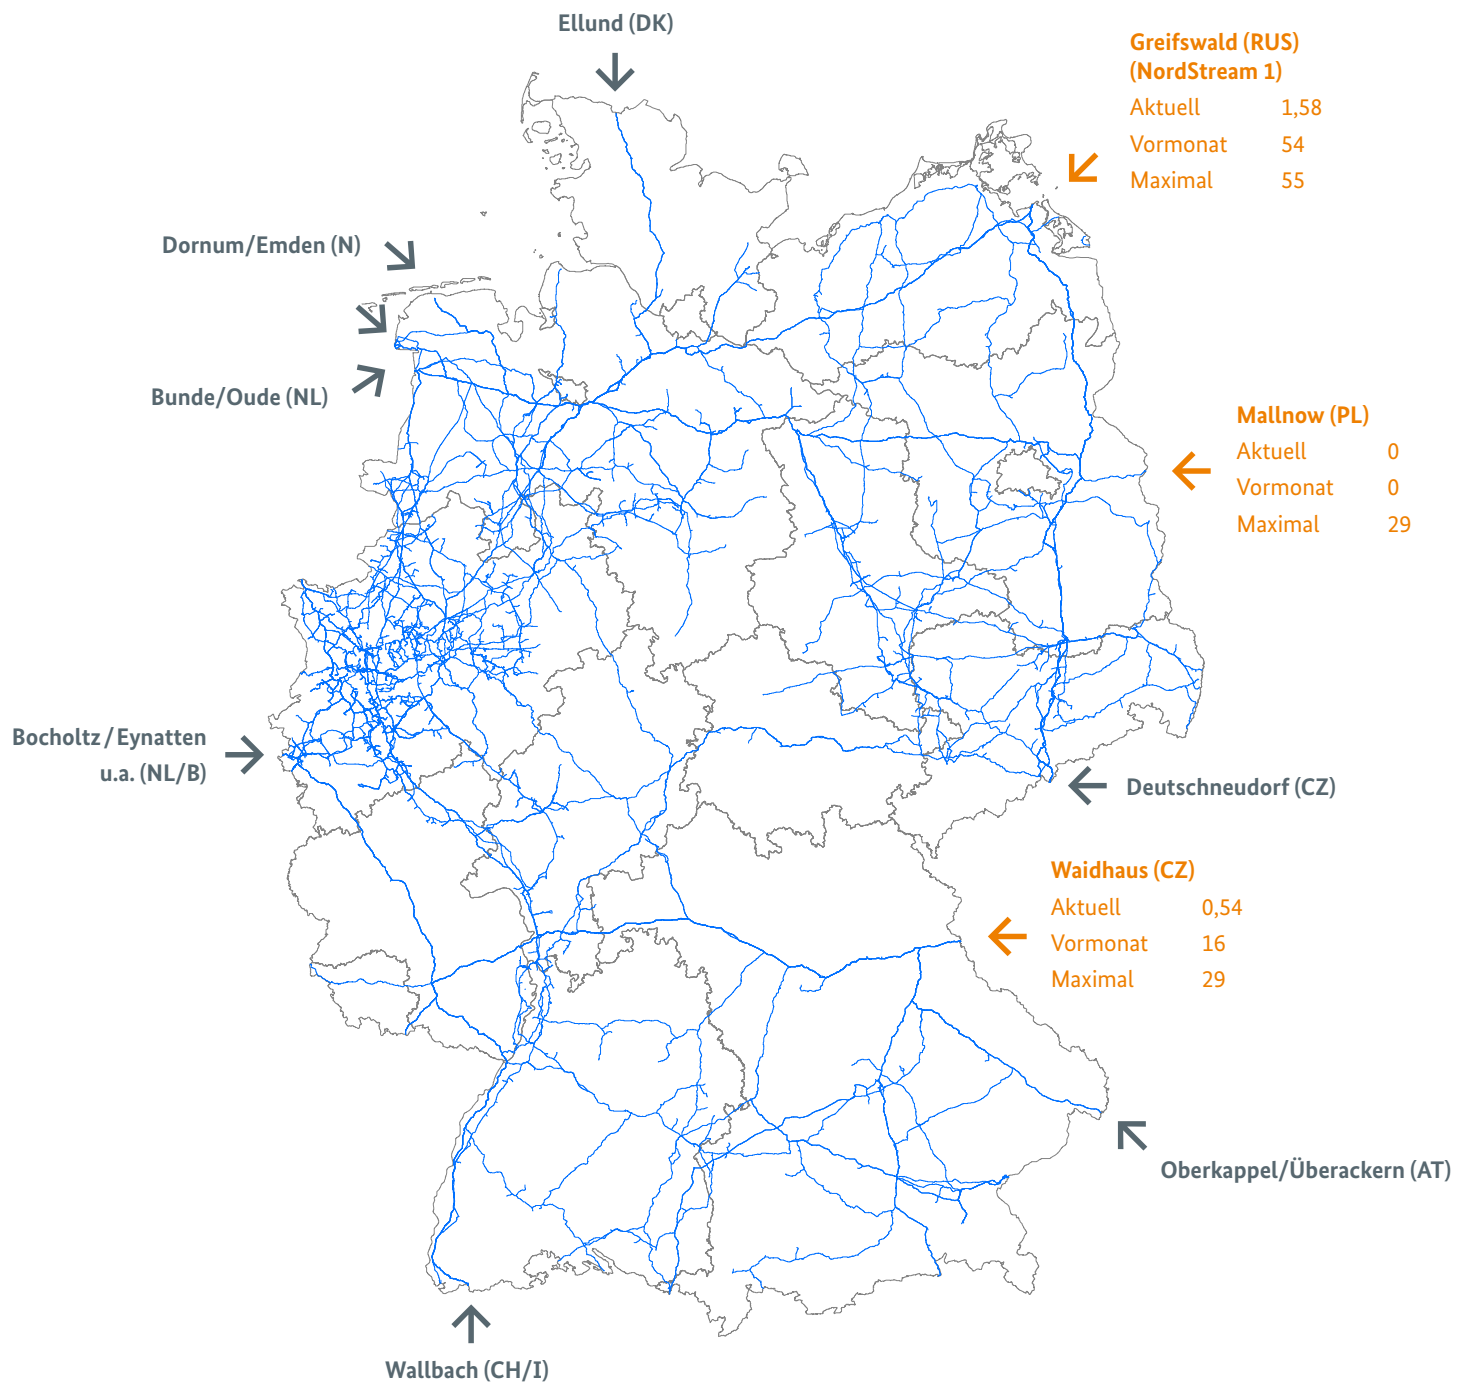 Ellund (DK)
Greifswald (RUS)
(NordStream 1)
Aktuell 1,58
Vormonat 54
Maximal 55
Dornum/Emden (N)
Bunde/Oude (NL)
Mallnow (PL)
Aktuell 0
Vormonat 0
Maximal 29
Bocholtz / Eynatten
u.a. (NL/B)
Deutschneudorf (CZ)
Waidhaus (CZ)
Aktuell 0,54
Vormonat 16
Maximal 29
Oberkappel/Überackern (AT)
Wallbach (CH/I)